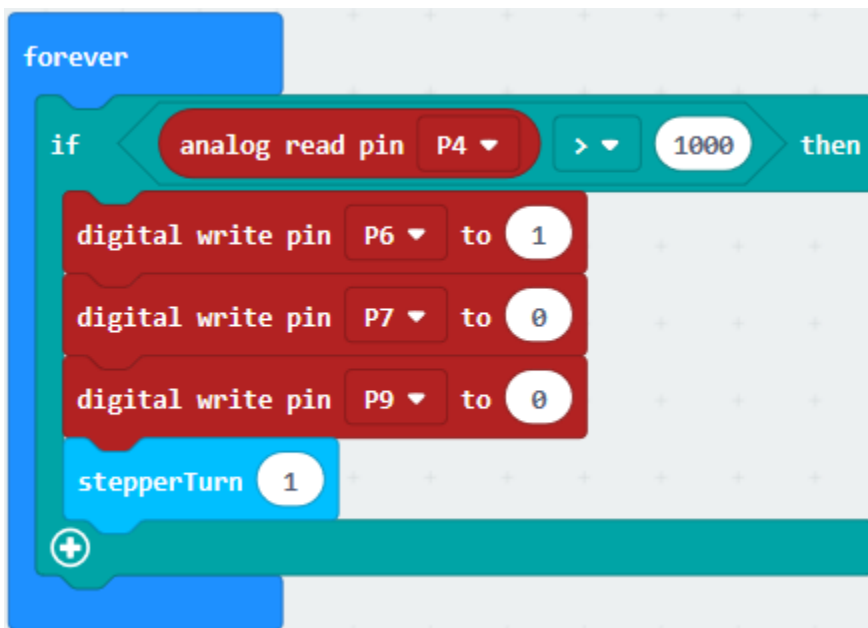 forever
if analog read pin P4 > 1000 then
digital write pin P6 to 1
digital write pin P7 to 0
digital write pin P9 to 0
stepperTurn 1